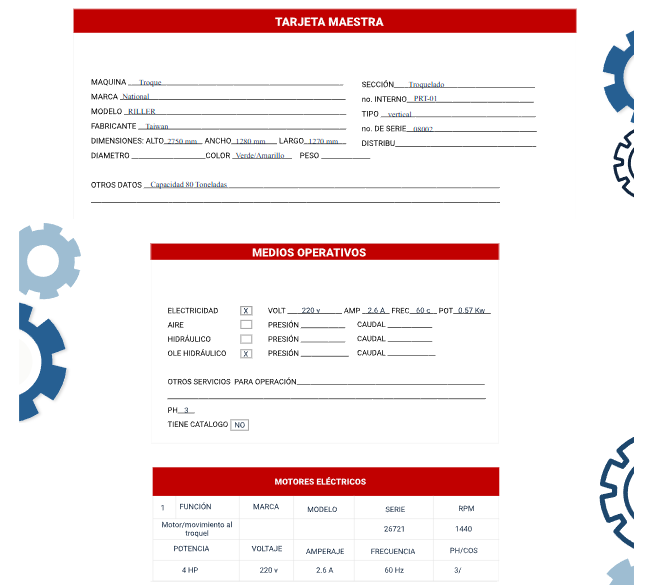 TARJETA MAESTRA
MAQUINA Troque SECCIÓN Troquelado
MARCA National no. INTERNO PRT-01
MODELO RILLER TIPO vertical
FABRICANTE Taiwan no. DE SERIE 08002
DIMENSIONES: ALTO 2750 mm ANCHO 1280 mm LARGO 1270 mm DISTRIBU
DIAMETRO COLOR Verde/Amarillo PESO
OTROS DATOS Capacidad 80 Toneladas
MEDIOS OPERATIVOS
ELECTRICIDAD X VOLT 220 v AMP 2.6 A FREC 60 c POT 0.57 Kw
AIRE PRESIÓN CAUDAL
HIDRÁULICO PRESIÓN CAUDAL
OLE HIDRÁULICO X PRESIÓN CAUDAL
OTROS SERVICIOS PARA OPERACIÓN
PH 3
TIENE CATALOGO NO
MOTORES ELÉCTRICOS
1 FUNCIÓN MARCA MODELO SERIE RPM
Motor/movimiento al
troquel 26721 1440
POTENCIA VOLTAJE AMPERAJE FRECUENCIA PH/COS
4 HP 220 v 2.6 A 60 Hz 3/